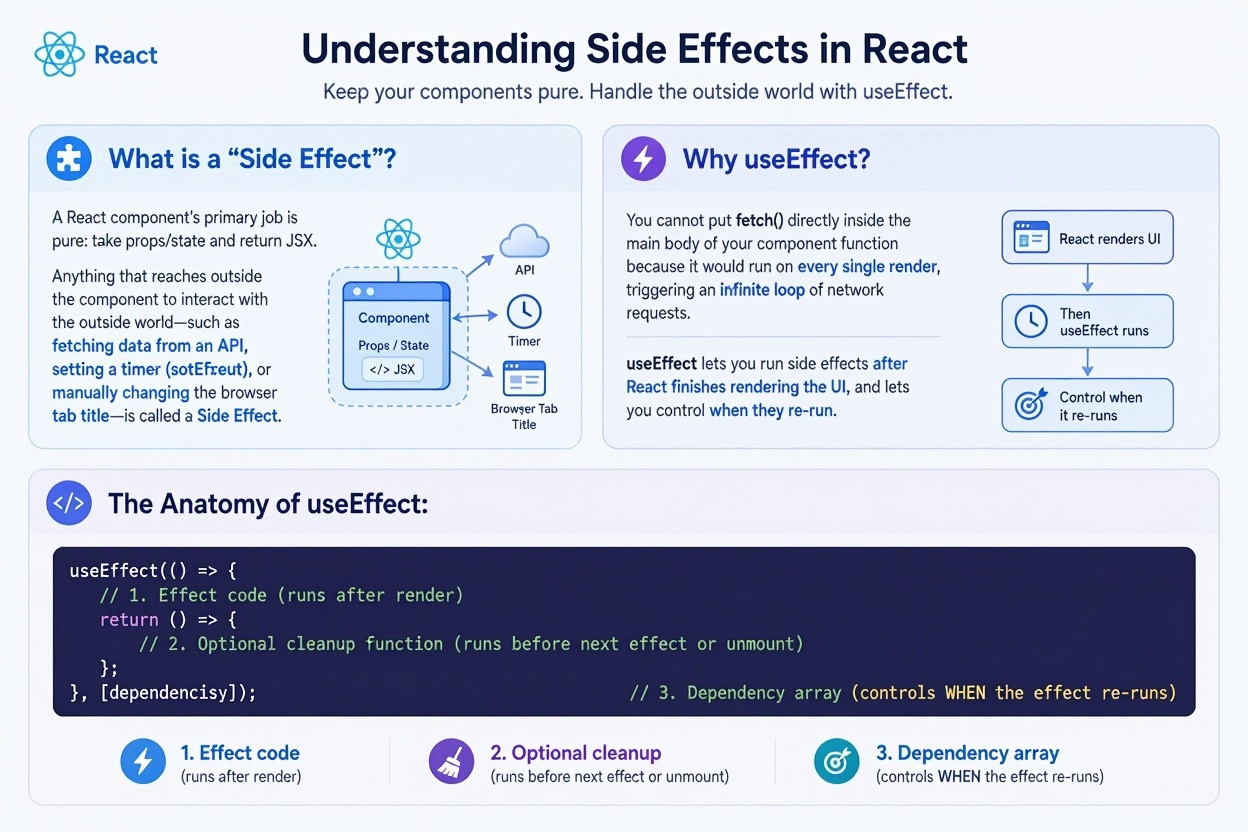 React
Understanding Side Effects in React
Keep your components pure. Handle the outside world with useEffect.
What is a “Side Effect”?
A React component's primary job is
pure: take props/state and return JSX.
Anything that reaches outside
the component to interact with
the outside world—such as
fetching data from an API,
setting a timer (sotEfxeut), or
manually changing the browser
tab title—is called a Side Effect.
Component
Props / State
</> JSX
API
Timer
Browser Tab
Title
Why useEffect?
You cannot put fetch() directly inside the
main body of your component function
because it would run on every single render,
triggering an infinite loop of network
requests.
useEffect lets you run side effects after
React finishes rendering the UI, and lets
you control when they re-run.
React renders UI
Then
useEffect runs
Control when
it re-runs
</>
The Anatomy of useEffect:
useEffect(() => {
// 1. Effect code (runs after render)
return () => {
// 2. Optional cleanup function (runs before next effect or unmount)
};
}, [dependencisy]); // 3. Dependency array (controls WHEN the effect re-runs)
1. Effect code
(runs after render)
2. Optional cleanup
(runs before next effect or unmount)
3. Dependency array
(controls WHEN the effect re-runs)